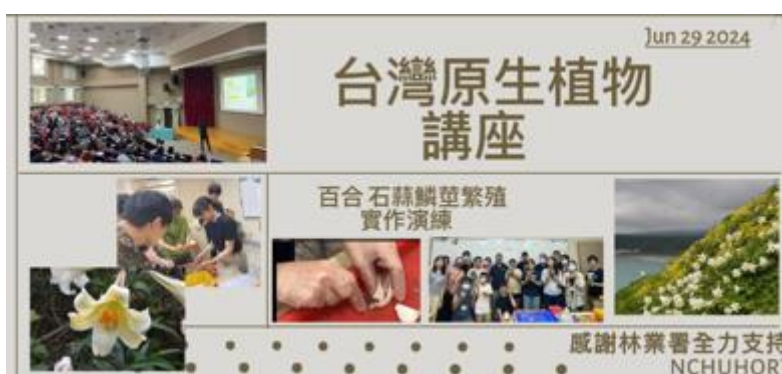 Jun 29 2024
台灣原生植物
講座
百合 石蒜鱗莖繁殖
實作演練
感謝林業署全力支持
NCHUHOR